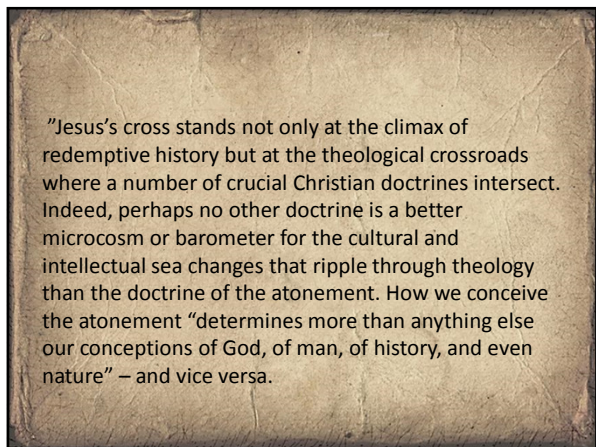 ”Jesus’s cross stands not only at the climax of
redemptive history but at the theological crossroads
where a number of crucial Christian doctrines intersect.
Indeed, perhaps no other doctrine is a better
microcosm or barometer for the cultural and
intellectual sea changes that ripple through theology
than the doctrine of the atonement. How we conceive
the atonement “determines more than anything else
our conceptions of God, of man, of history, and even
nature” – and vice versa.